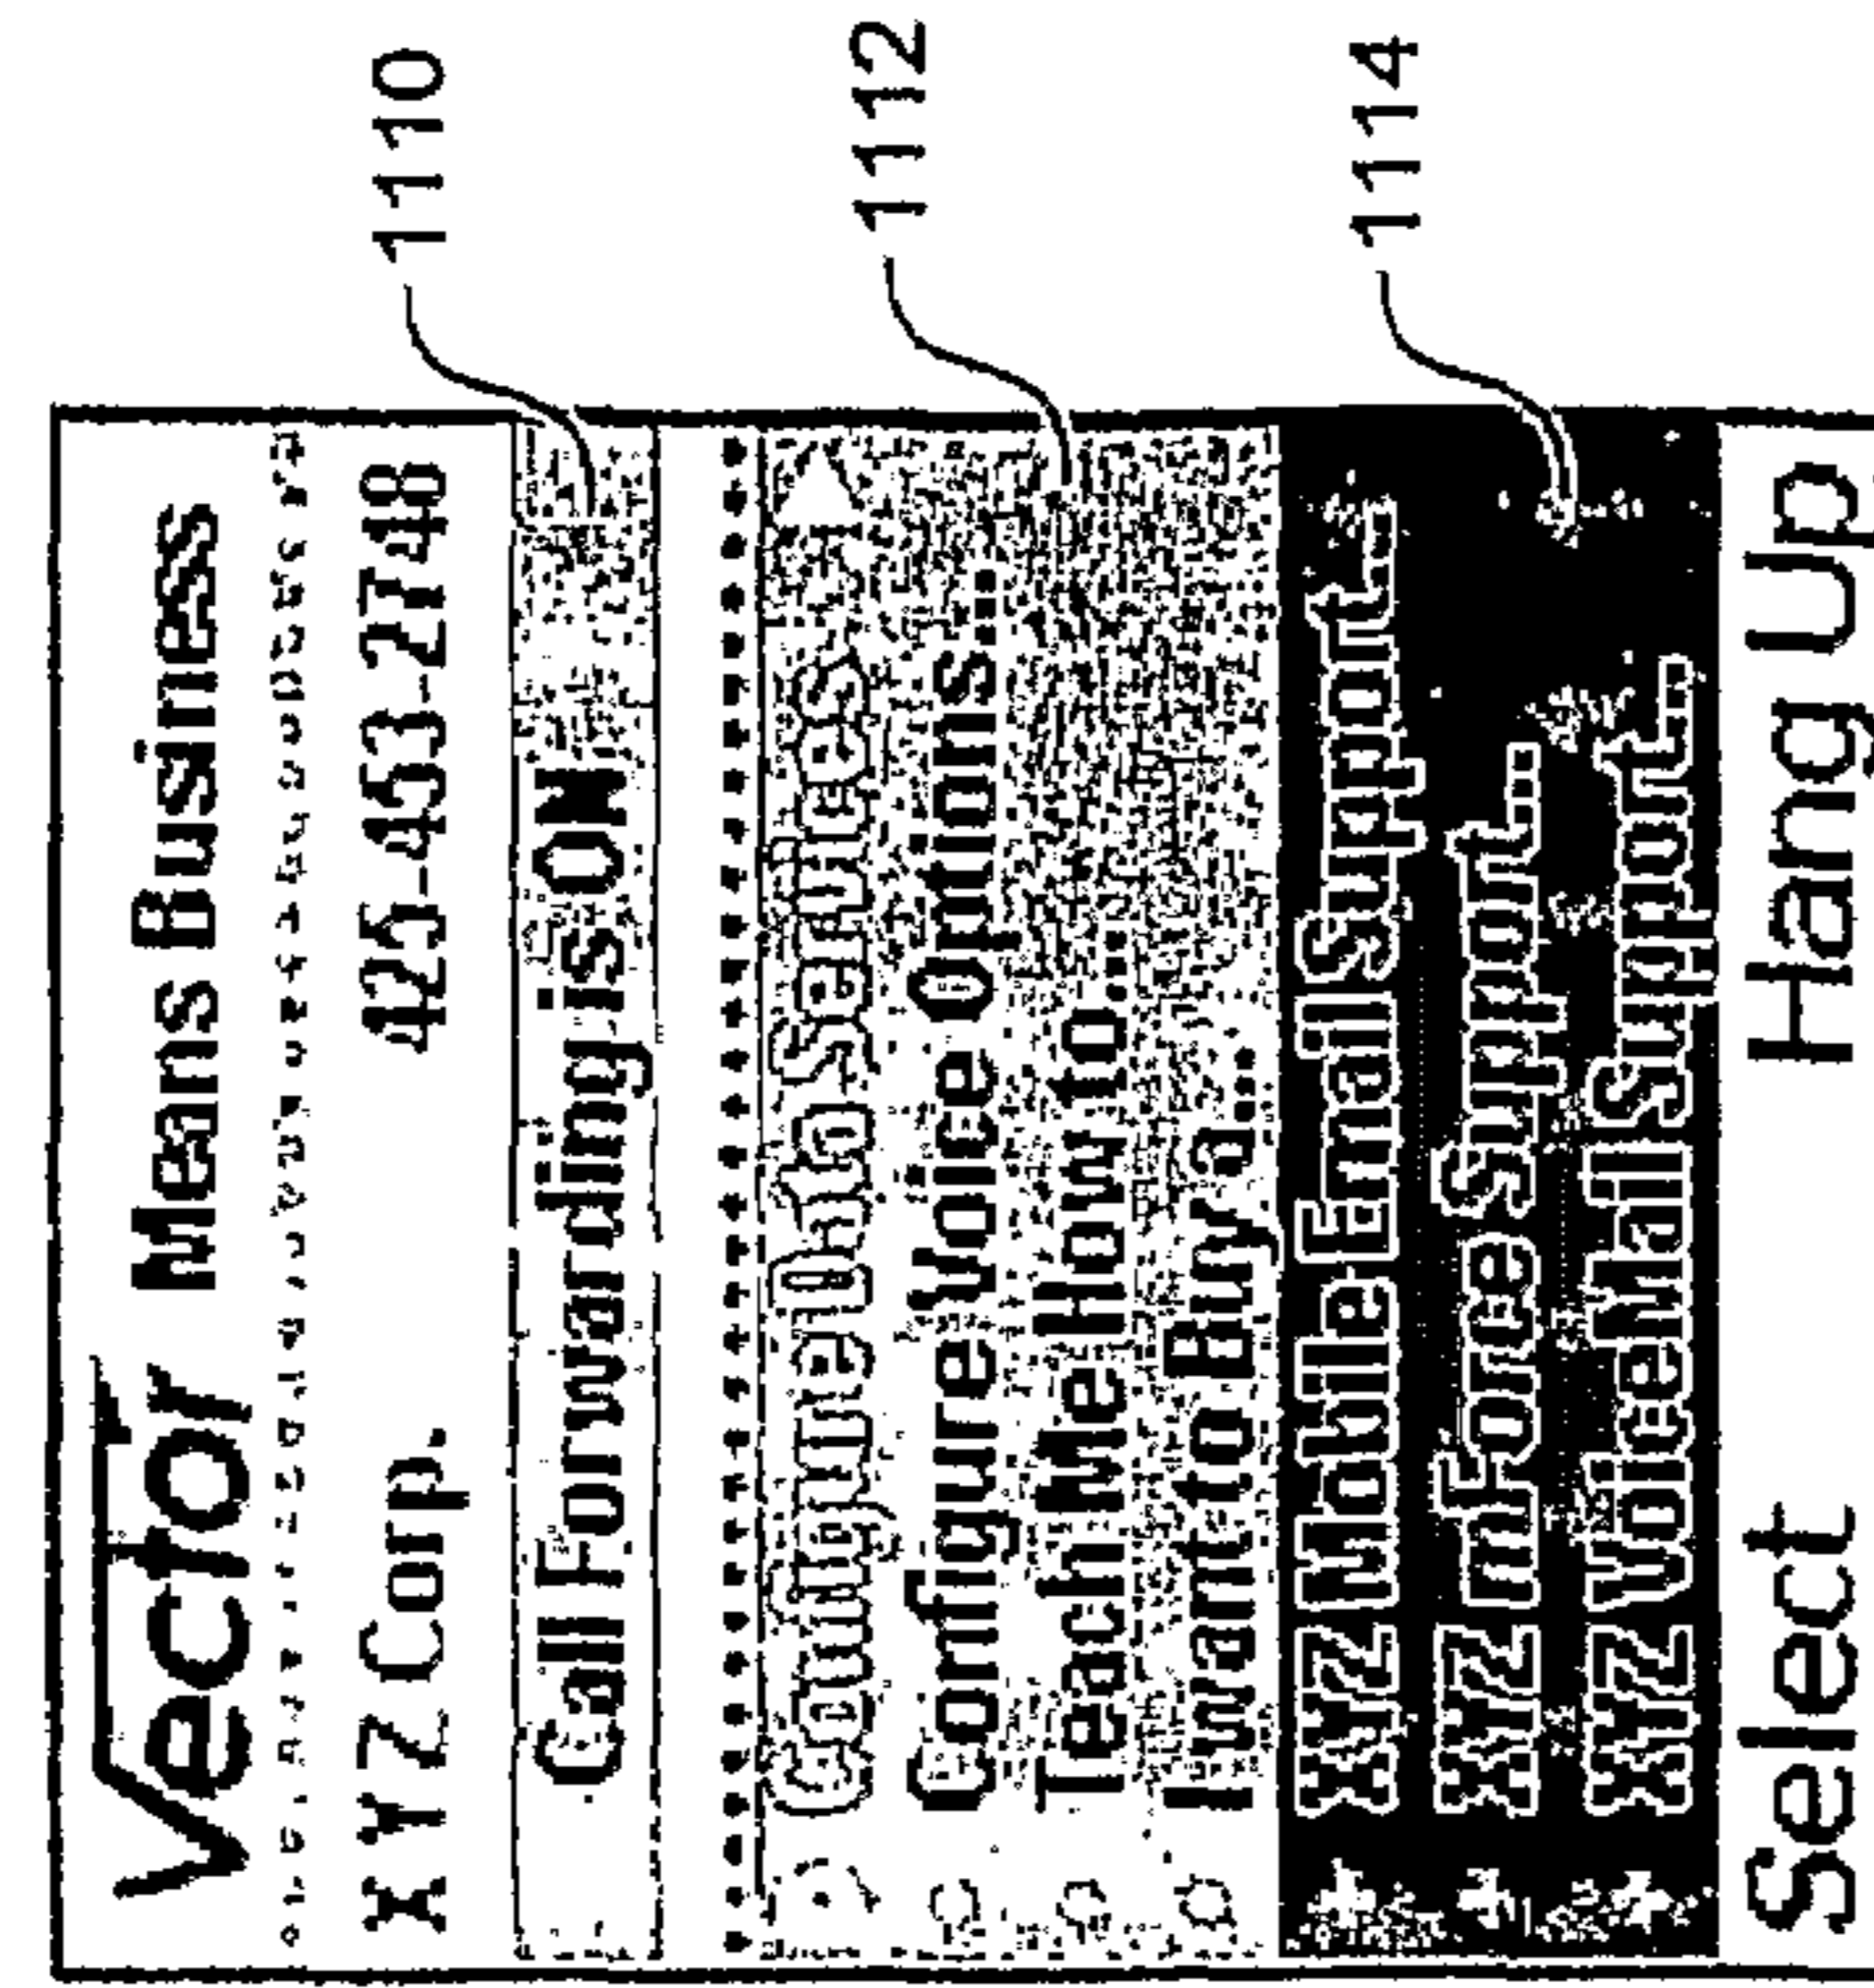 Vector Means Business
XYZ Corp. 425-453-2748
Call Forwarding is ON
1110
Configure Data Services
Configure Voice Options...
Teach Me How to...
I want to Buy a...
1112
XYZ Mobile Email Support...
XYZ mForce Support...
XYZ VoiceMail Support...
1114
Select Hang Up